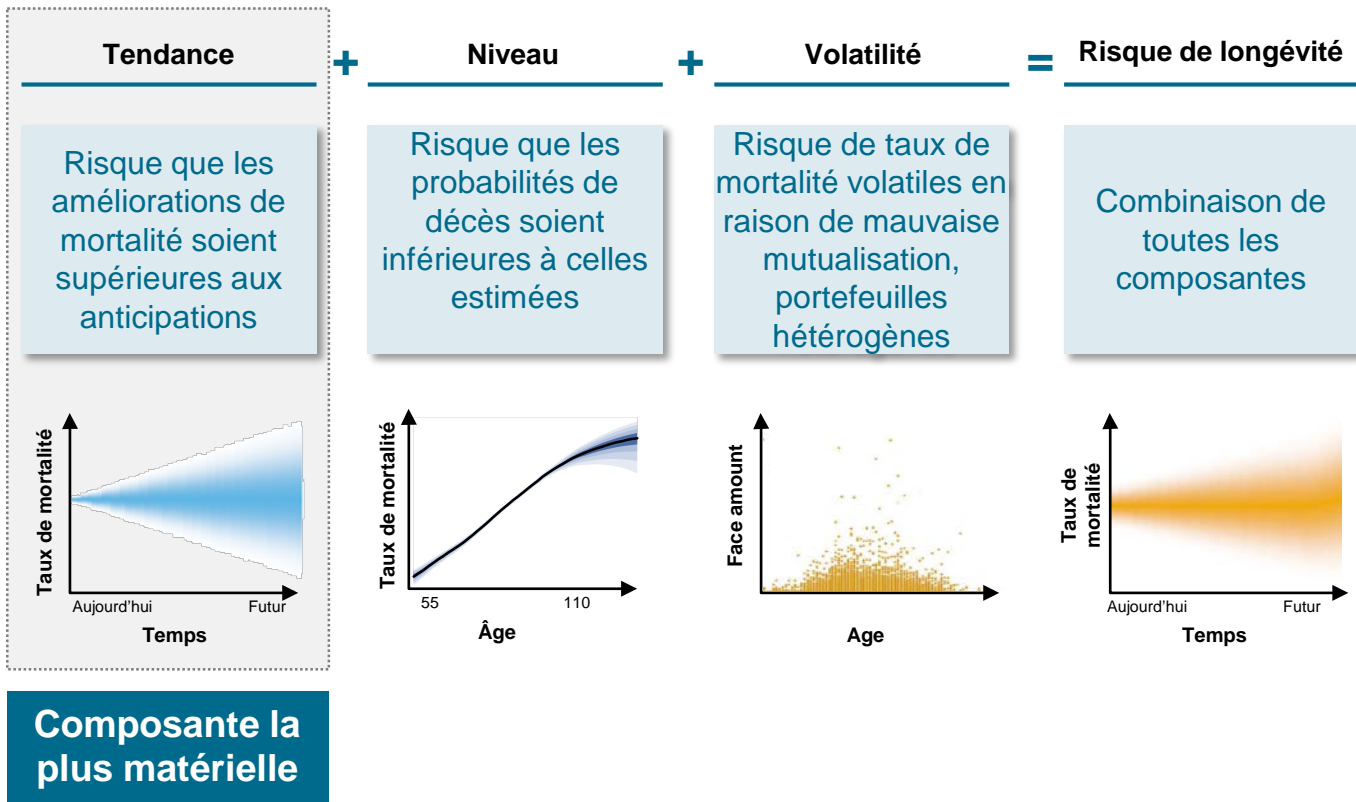 Tendance
+
Niveau
+
Volatilité
=
Risque de longévité
Risque que les
améliorations de
mortalité soient
supérieures aux
anticipations
Risque que les
probabilités de
décès soient
inférieures à celles
estimées
Risque de taux de
mortalité volatiles en
raison de mauvaise
mutualisation,
portefeuilles
hétérogènes
Combinaison de
toutes les
composantes
Taux de mortalité
Aujourd'hui
Futur
Temps
Taux de mortalité
55
110
Âge
Face amount
Age
Taux de
mortalité
Aujourd'hui
Futur
Temps
Composante la
plus matérielle